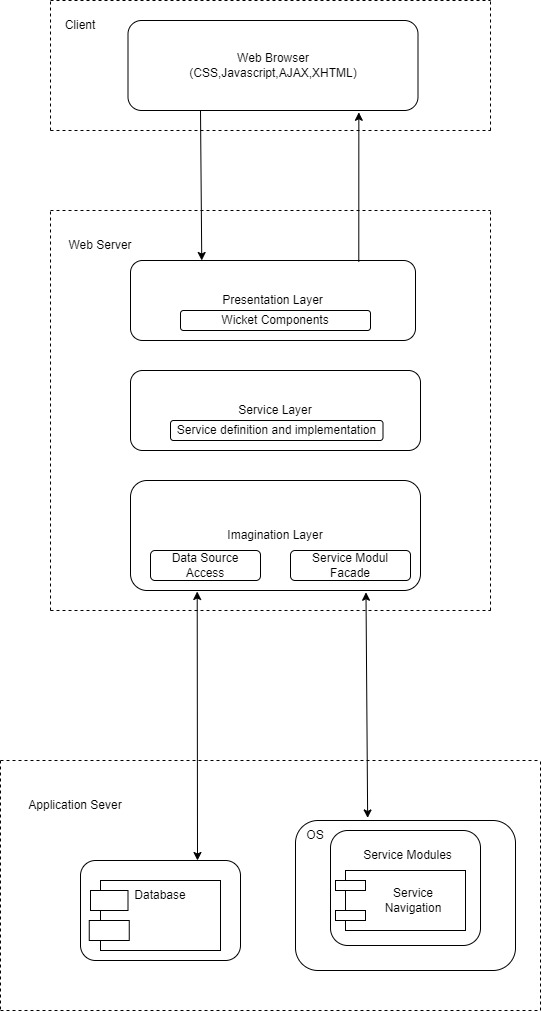 Client
Web Browser
(CSS,Javascript,AJAX,XHTML)
Web Server
Presentation Layer
Wicket Components
Service Layer
Service definition and implementation
Imagination Layer
Data Source
Access
Service Modul
Facade
Application Sever
OS
Service Modules
Database
Service
Navigation